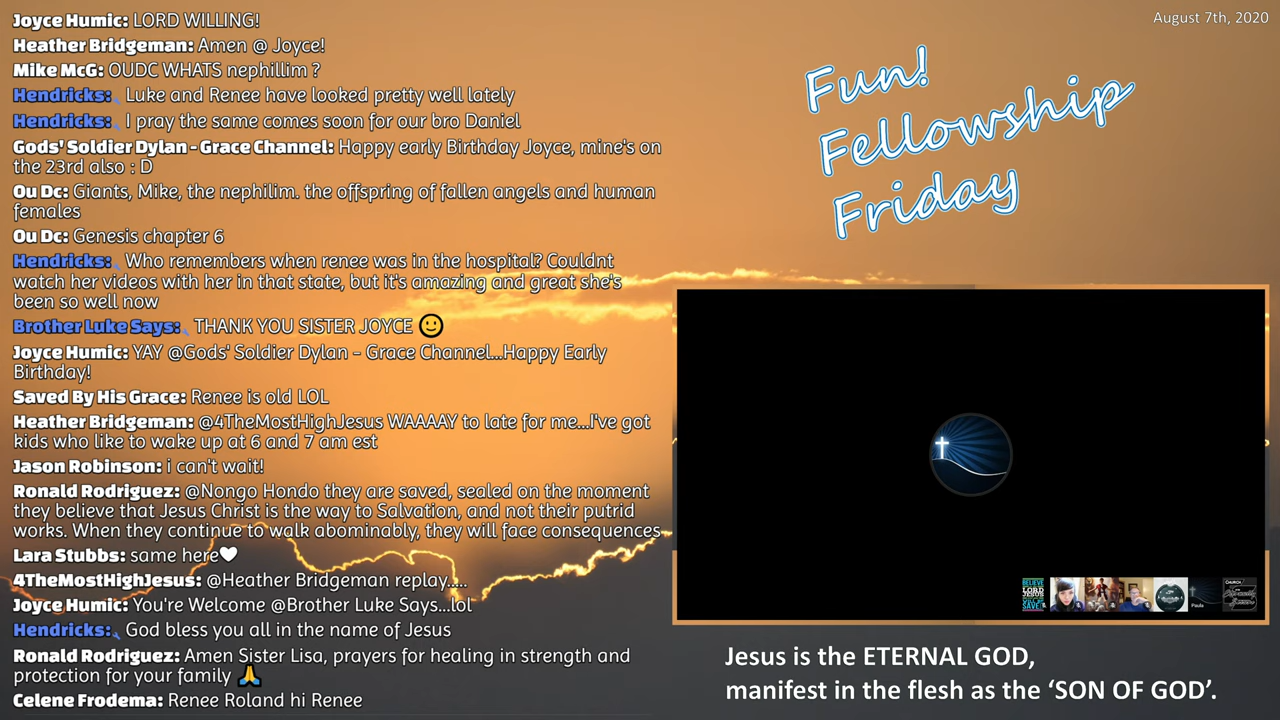 Joyce Humic: LORD WILLING!
Heather Bridgeman: Amen @ Joyce!
Mike McG: OUDC WHATS nephillim ?
Hendricks: Luke and Renee have looked pretty well lately
Hendricks: I pray the same comes soon for our bro Daniel
Gods' Soldier Dylan - Grace Channel: Happy early Birthday Joyce, mine's on
the 23rd also : D
Ou Dc: Giants, Mike, the nephilim. the offspring of fallen angels and human
females
Ou Dc: Genesis chapter 6
Hendricks: Who remembers when renee was in the hospital? Couldnt
watch her videos with her in that state, but it's amazing and great she's
been so well now
Brother Luke Says: THANK YOU SISTER JOYCE 🙂
Joyce Humic: YAY @Gods' Soldier Dylan - Grace Channel...Happy Early
Birthday!
Saved By His Grace: Renee is old LOL
Heather Bridgeman: @4TheMostHighJesus WAAAAY to late for me...I've got
kids who like to wake up at 6 and 7 am est
Jason Robinson: i can't wait!
Ronald Rodriguez: @Nongo Hondo they are saved, sealed on the moment
they believe that Jesus Christ is the way to Salvation, and not their putrid
works. When they continue to walk abominably, they will face consequences
Lara Stubbs: same here🤍
4TheMostHighJesus: @Heather Bridgeman replay.....
Joyce Humic: You're Welcome @Brother Luke Says...lol
Hendricks: God bless you all in the name of Jesus
Ronald Rodriguez: Amen Sister Lisa, prayers for healing in strength and
protection for your family 🙏
Celene Frodema: Renee Roland hi Renee
August 7th, 2020
Fun!
Fellowship
Friday
BELIEVE
LORD
JESUS
SAVE
Paula
CHURCH
Jesus is the ETERNAL GOD,
manifest in the flesh as the ‘SON OF GOD’.